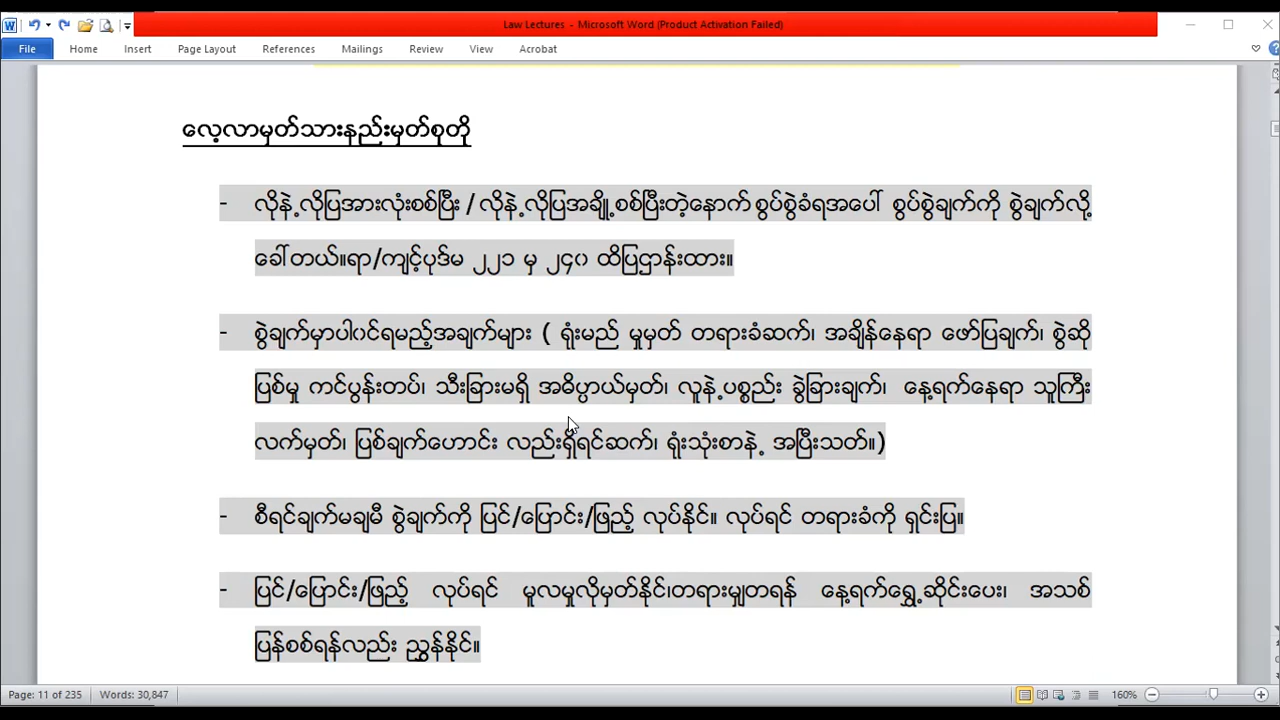 Law Lectures - Microsoft Word (Product Activation Failed)
File Home Insert Page Layout References Mailings Review View Acrobat
လေ့လာမှတ်သားနည်းမှတ်စုတို
- လိုနဲ့လိုပြအားလုံးစစ်ပြီး / လိုနဲ့လိုပြအချို့စစ်ပြီးတဲ့နောက် စွပ်စွဲခံရအပေါ် စွပ်စွဲချက်ကို စွဲချက်လို့
ခေါ်တယ်။ရာ/ကျင့်ပုဒ်မ ၂၂၁ မှ ၂၄၀ ထိပြဌာန်းထား။
- စွဲချက်မှာပါဝင်ရမည့်အချက်များ ( ရုံးမည် မှုမှတ် တရားခံဆက်၊ အချိန်နေရာ ဖော်ပြချက်၊ စွဲဆို
ပြစ်မှု ကင်ပွန်းတပ်၊ သီးခြားမရှိ အဓိပ္ပာယ်မှတ်၊ လူနဲ့ပစ္စည်း ခွဲခြားချက်၊ နေ့ရက်နေရာ သူကြီး
လက်မှတ်၊ ပြစ်ချက်ဟောင်း လည်းရှိရင်ဆက်၊ ရုံးသုံးစာနဲ့ အပြီးသတ်။)
- စီရင်ချက်မချမီ စွဲချက်ကို ပြင်/ပြောင်း/ဖြည့် လုပ်နိုင်။ လုပ်ရင် တရားခံကို ရှင်းပြ။
- ပြင်/ပြောင်း/ဖြည့် လုပ်ရင် မူလမှုလိုမှတ်နိုင်၊တရားမျှတရန် နေ့ရက်ရွှေ့ဆိုင်းပေး၊ အသစ်
ပြန်စစ်ရန်လည်း ညွှန်နိုင်။
Page: 11 of 235 Words: 30,847 160%